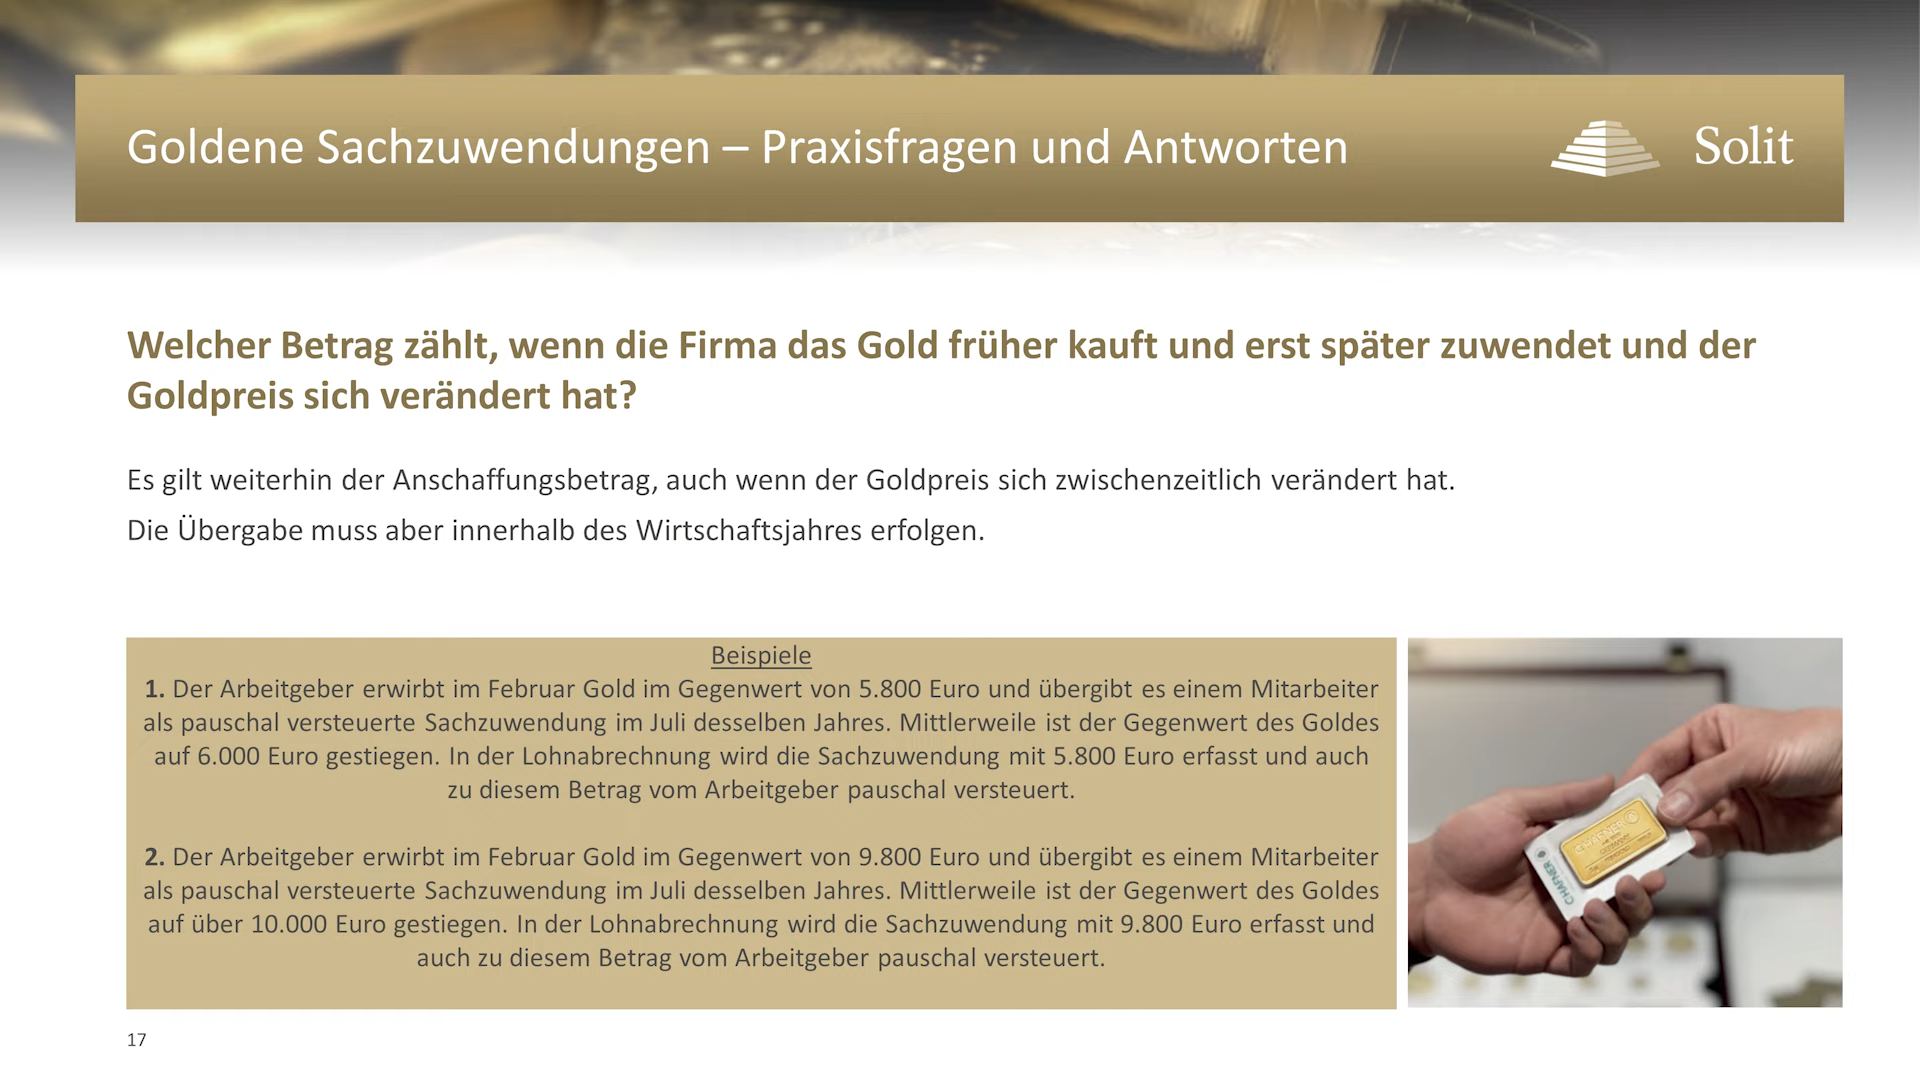 Goldene Sachzuwendungen – Praxisfragen und Antworten
Solit
Welcher Betrag zählt, wenn die Firma das Gold früher kauft und erst später zuwendet und der
Goldpreis sich verändert hat?
Es gilt weiterhin der Anschaffungsbetrag, auch wenn der Goldpreis sich zwischenzeitlich verändert hat.
Die Übergabe muss aber innerhalb des Wirtschaftsjahres erfolgen.
Beispiele
1. Der Arbeitgeber erwirbt im Februar Gold im Gegenwert von 5.800 Euro und übergibt es einem Mitarbeiter
als pauschal versteuerte Sachzuwendung im Juli desselben Jahres. Mittlerweile ist der Gegenwert des Goldes
auf 6.000 Euro gestiegen. In der Lohnabrechnung wird die Sachzuwendung mit 5.800 Euro erfasst und auch
zu diesem Betrag vom Arbeitgeber pauschal versteuert.
2. Der Arbeitgeber erwirbt im Februar Gold im Gegenwert von 9.800 Euro und übergibt es einem Mitarbeiter
als pauschal versteuerte Sachzuwendung im Juli desselben Jahres. Mittlerweile ist der Gegenwert des Goldes
auf über 10.000 Euro gestiegen. In der Lohnabrechnung wird die Sachzuwendung mit 9.800 Euro erfasst und
auch zu diesem Betrag vom Arbeitgeber pauschal versteuert.
C.HAFNER
17